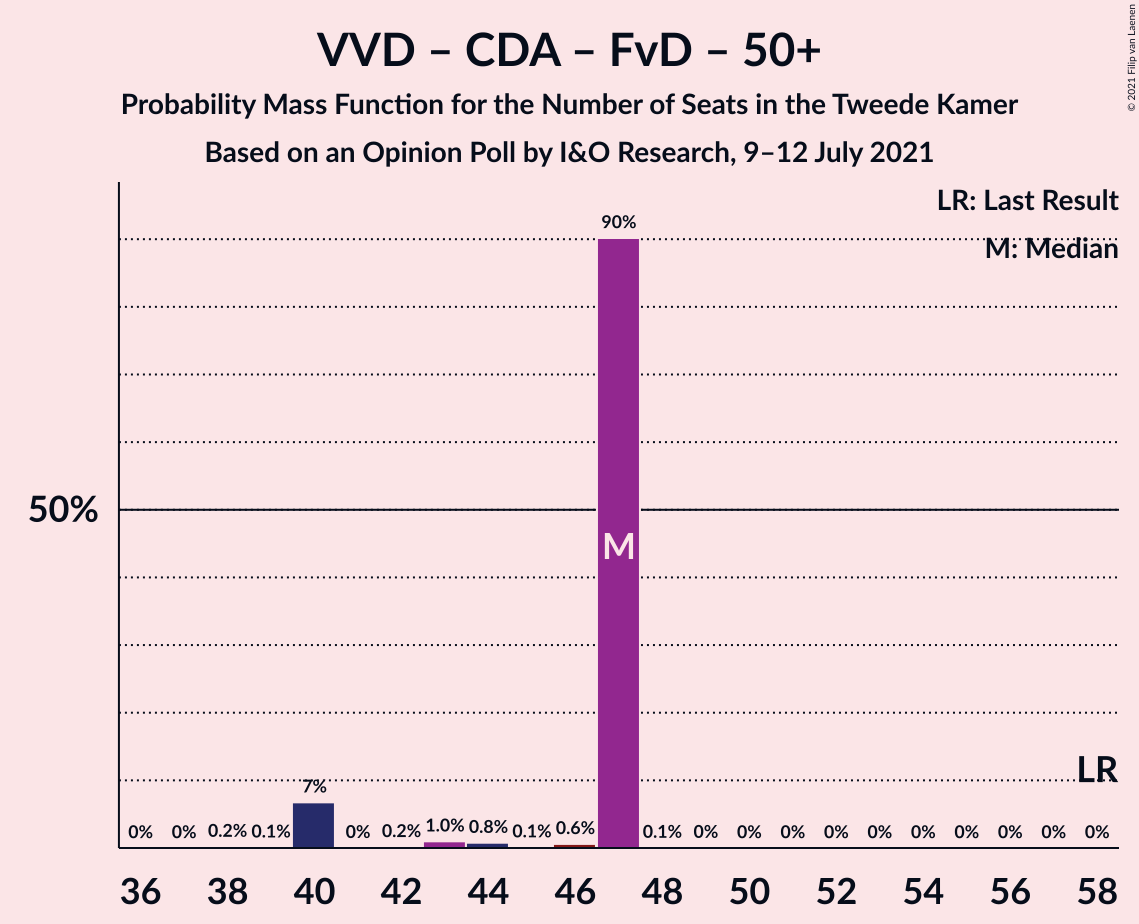 VVD – CDA – FvD – 50+
Probability Mass Function for the Number of Seats in the Tweede Kamer
Based on an Opinion Poll by I&O Research, 9–12 July 2021
© 2021 Filip van Laenen
LR: Last Result
M: Median
90%
50%
M
LR
0% 0% 0.2% 0.1% 7% 0% 0.2% 1.0% 0.8% 0.1% 0.6% 0.1% 0% 0% 0% 0% 0% 0% 0% 0% 0% 0%
36 38 40 42 44 46 48 50 52 54 56 58